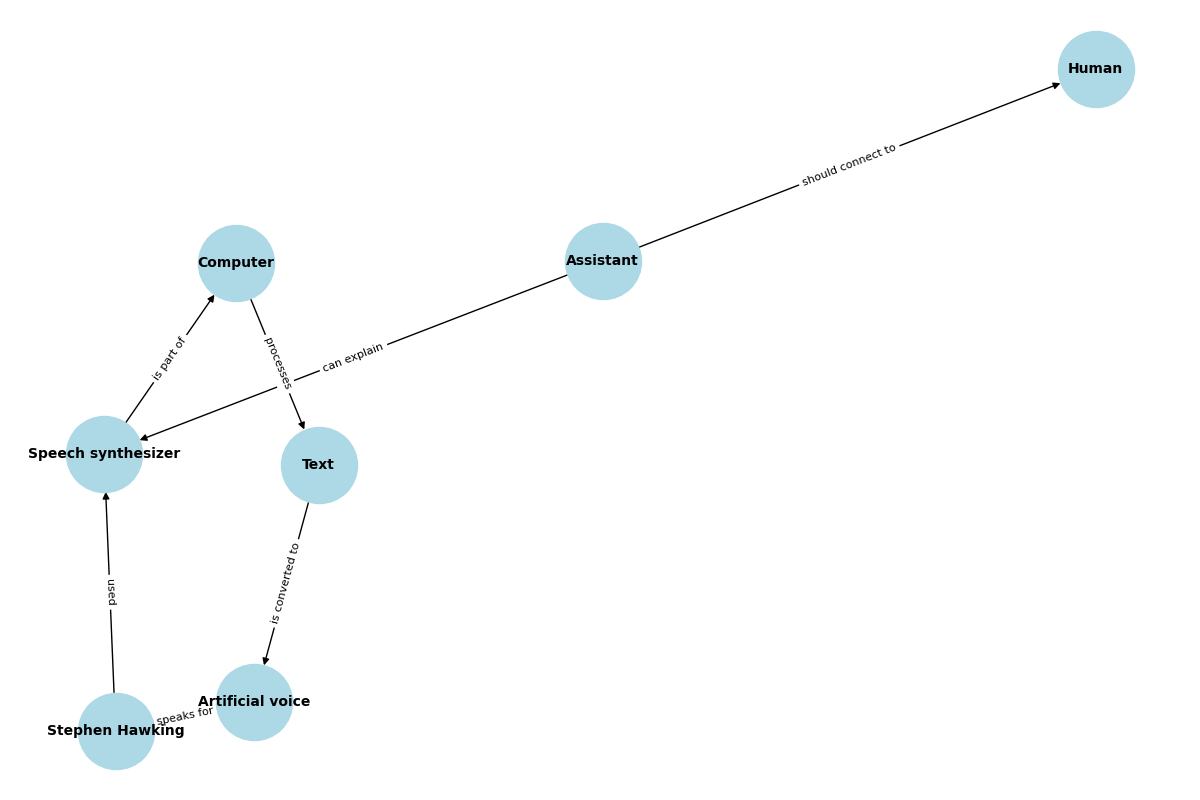 Human
should connect to
Assistant
Computer
is part of
processes
can explain
Speech synthesizer
Text
is converted to
used
Artificial voice
speaks for
Stephen Hawking